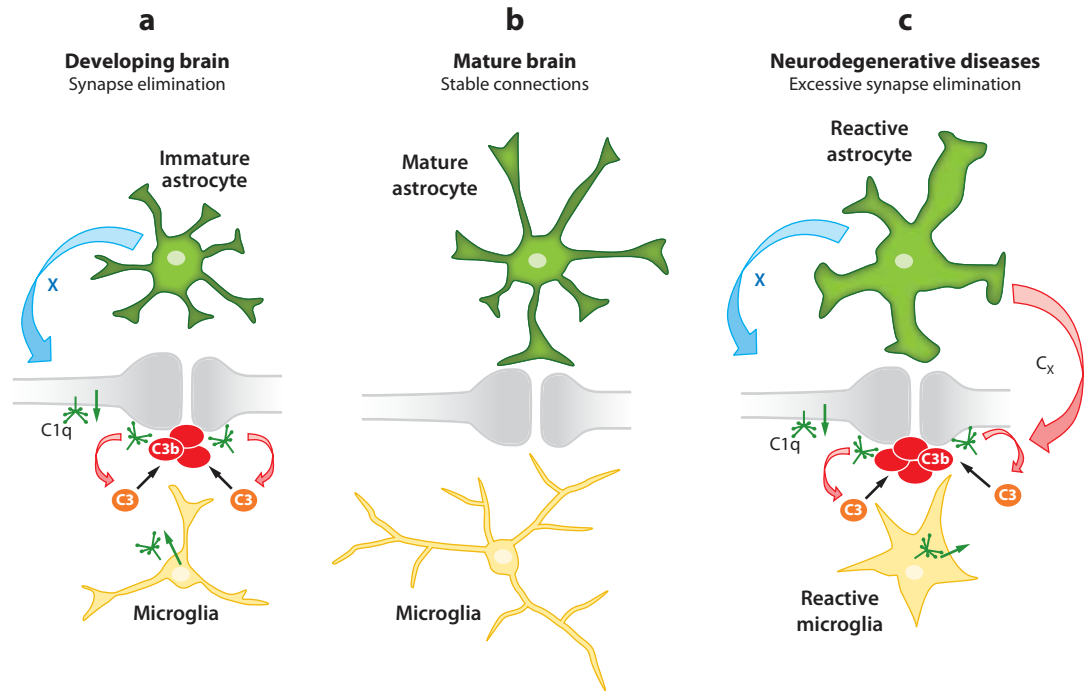 a
Developing brain
Synapse elimination
Immature
astrocyte
X
C1q
C3b
C3
C3
Microglia
b
Mature brain
Stable connections
Mature
astrocyte
Microglia
c
Neurodegenerative diseases
Excessive synapse elimination
Reactive
astrocyte
X
Cₓ
C1q
C3b
C3
C3
Reactive
microglia